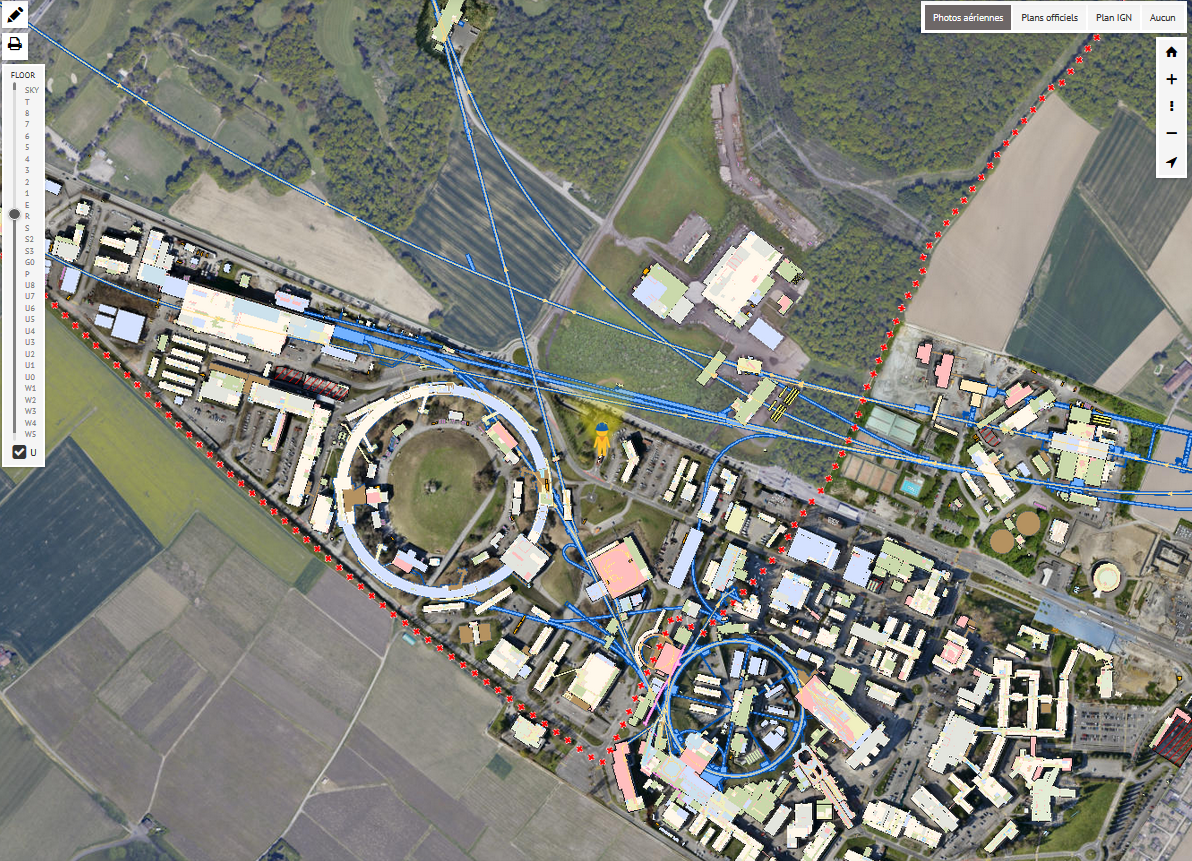 Photos aériennes Plans officiels Plan IGN Aucun
FLOOR
SKY
T
8
7
6
5
4
3
2
1
E
R
S
S2
S3
G0
P
U8
U7
U6
U5
U4
U3
U2
U1
U0
W1
W2
W3
W4
W5
U